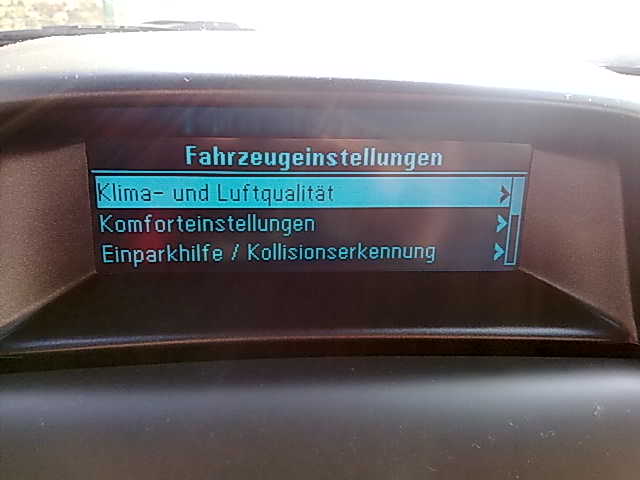 Fahrzeugeinstellungen
Klima- und Luftqualität >
Komforteinstellungen >
Einparkhilfe / Kollisionserkennung >